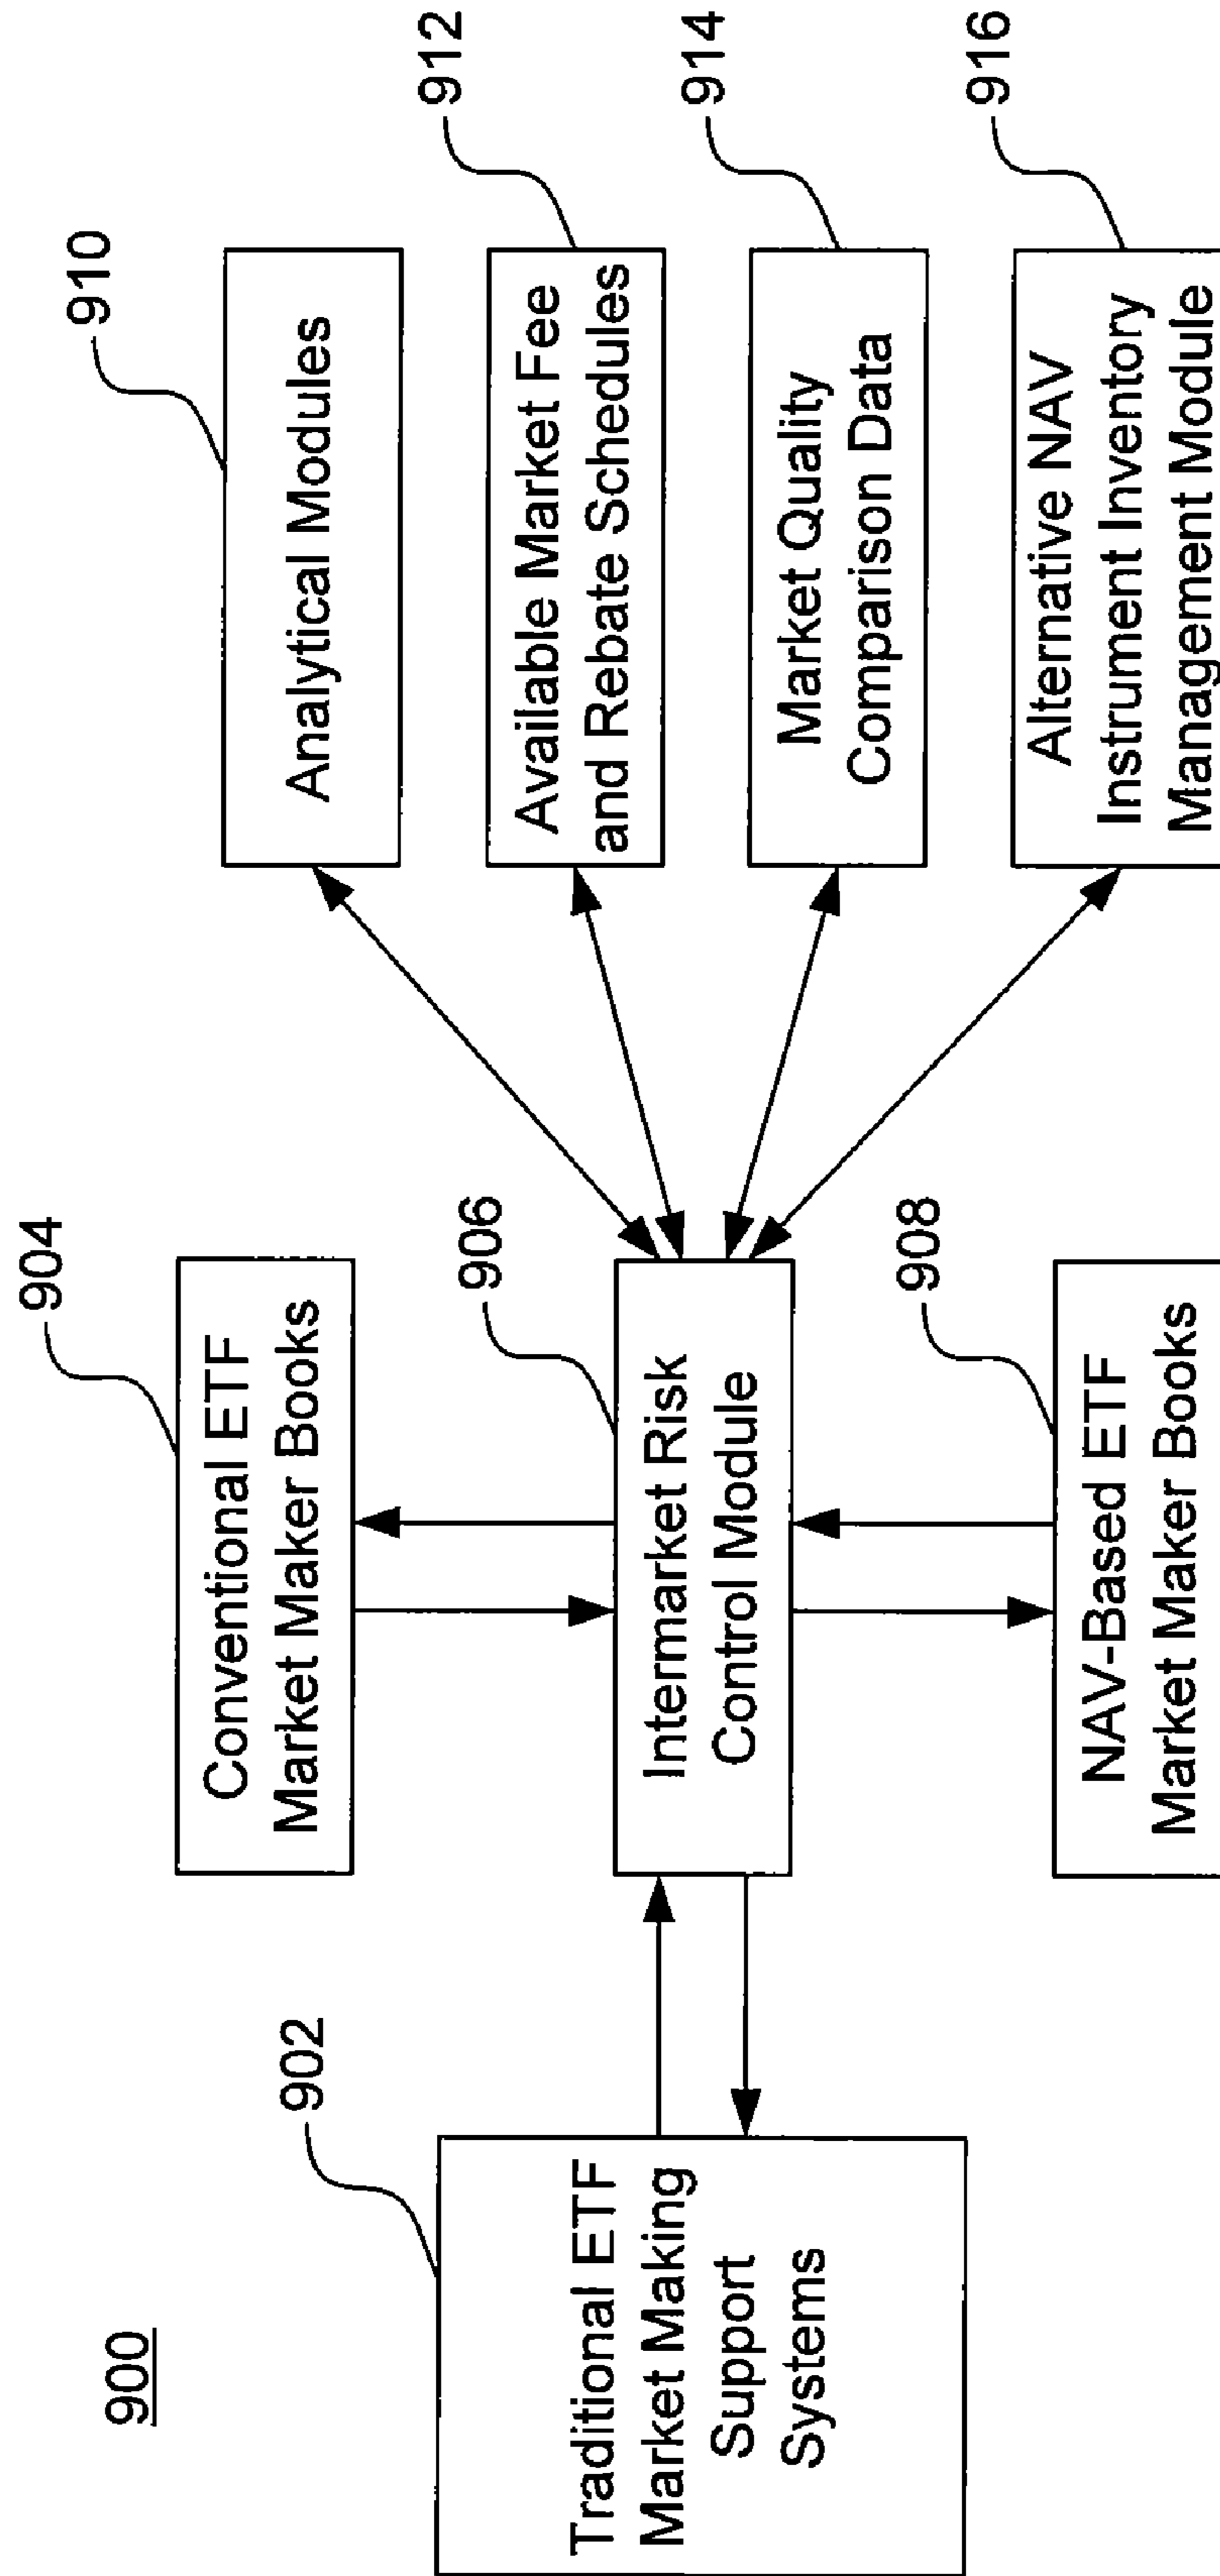 900
902
Traditional ETF
Market Making
Support
Systems
904
Conventional ETF
Market Maker Books
906
Intermarket Risk
Control Module
908
NAV-Based ETF
Market Maker Books
910
Analytical Modules
912
Available Market Fee
and Rebate Schedules
914
Market Quality
Comparison Data
916
Alternative NAV
Instrument Inventory
Management Module